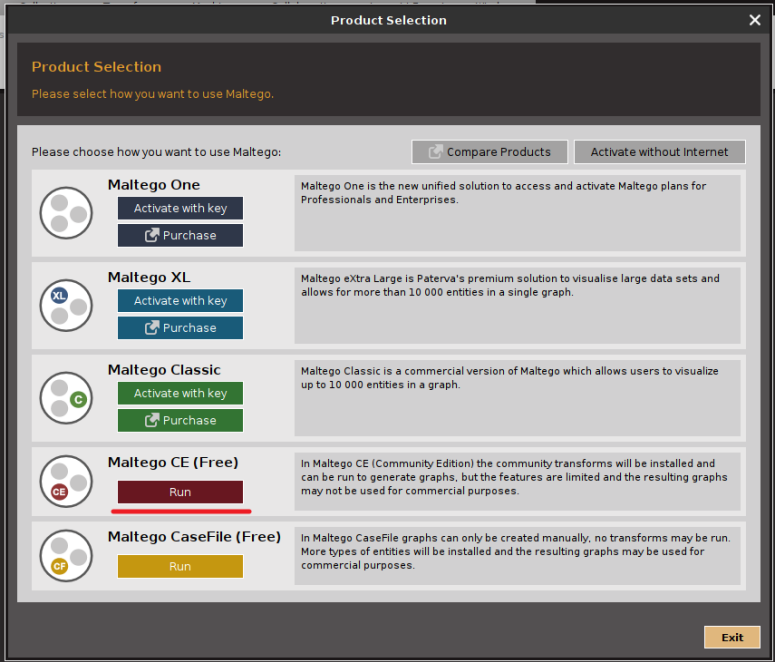 Product Selection
Product Selection
Please select how you want to use Maltego.
Please choose how you want to use Maltego:
Compare Products
Activate without Internet
Maltego One
Activate with key
Purchase
Maltego One is the new unified solution to access and activate Maltego plans for
Professionals and Enterprises.
XL
Maltego XL
Activate with key
Purchase
Maltego eXtra Large is Paterva's premium solution to visualise large data sets and
allows for more than 10 000 entities in a single graph.
C
Maltego Classic
Activate with key
Purchase
Maltego Classic is a commercial version of Maltego which allows users to visualize
up to 10 000 entities in a graph.
CE
Maltego CE (Free)
Run
In Maltego CE (Community Edition) the community transforms will be installed and
can be run to generate graphs, but the features are limited and the resulting graphs
may not be used for commercial purposes.
CF
Maltego CaseFile (Free)
Run
In Maltego CaseFile graphs can only be created manually, no transforms may be run.
More types of entities will be installed and the resulting graphs may be used for
commercial purposes.
Exit